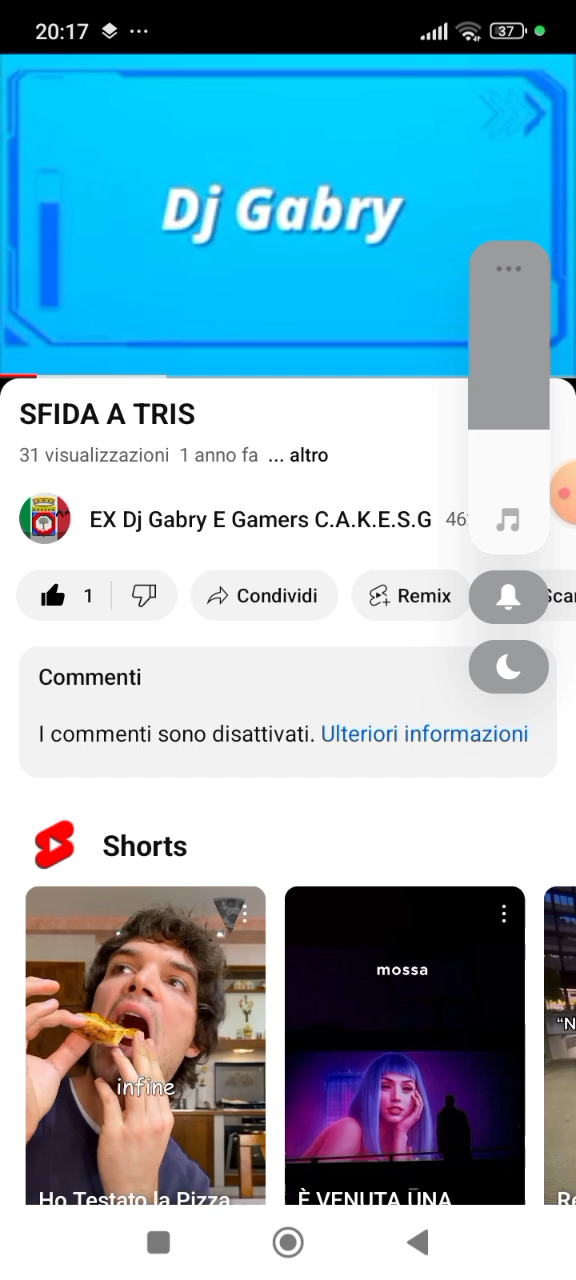 20:17
37
Dj Gabry
SFIDA A TRIS
31 visualizzazioni 1 anno fa ... altro
EX Dj Gabry E Gamers C.A.K.E.S.G 46
1
Condividi
Remix
Commenti
I commenti sono disattivati. Ulteriori informazioni
Shorts
infine
Ho Testato la Pizza
mossa
È VENUTA UNA